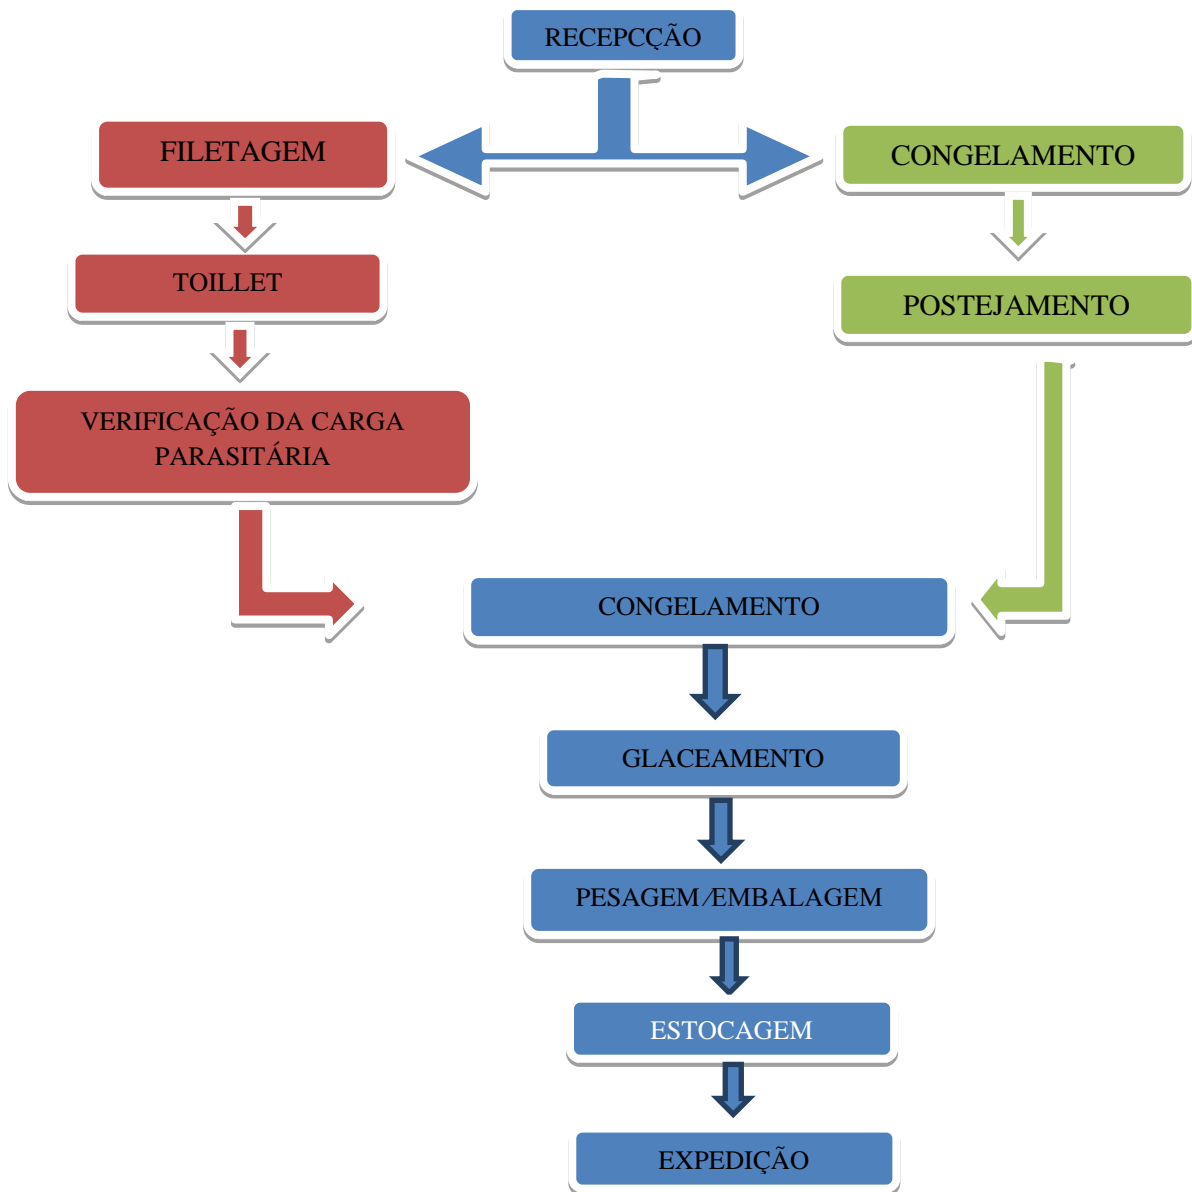 RECEPCÇÃO
FILETAGEM
CONGELAMENTO
TOILLET
POSTEJAMENTO
VERIFICAÇÃO DA CARGA
PARASITÁRIA
CONGELAMENTO
GLACEAMENTO
PESAGEM/EMBALAGEM
ESTOCAGEM
EXPEDIÇÃO